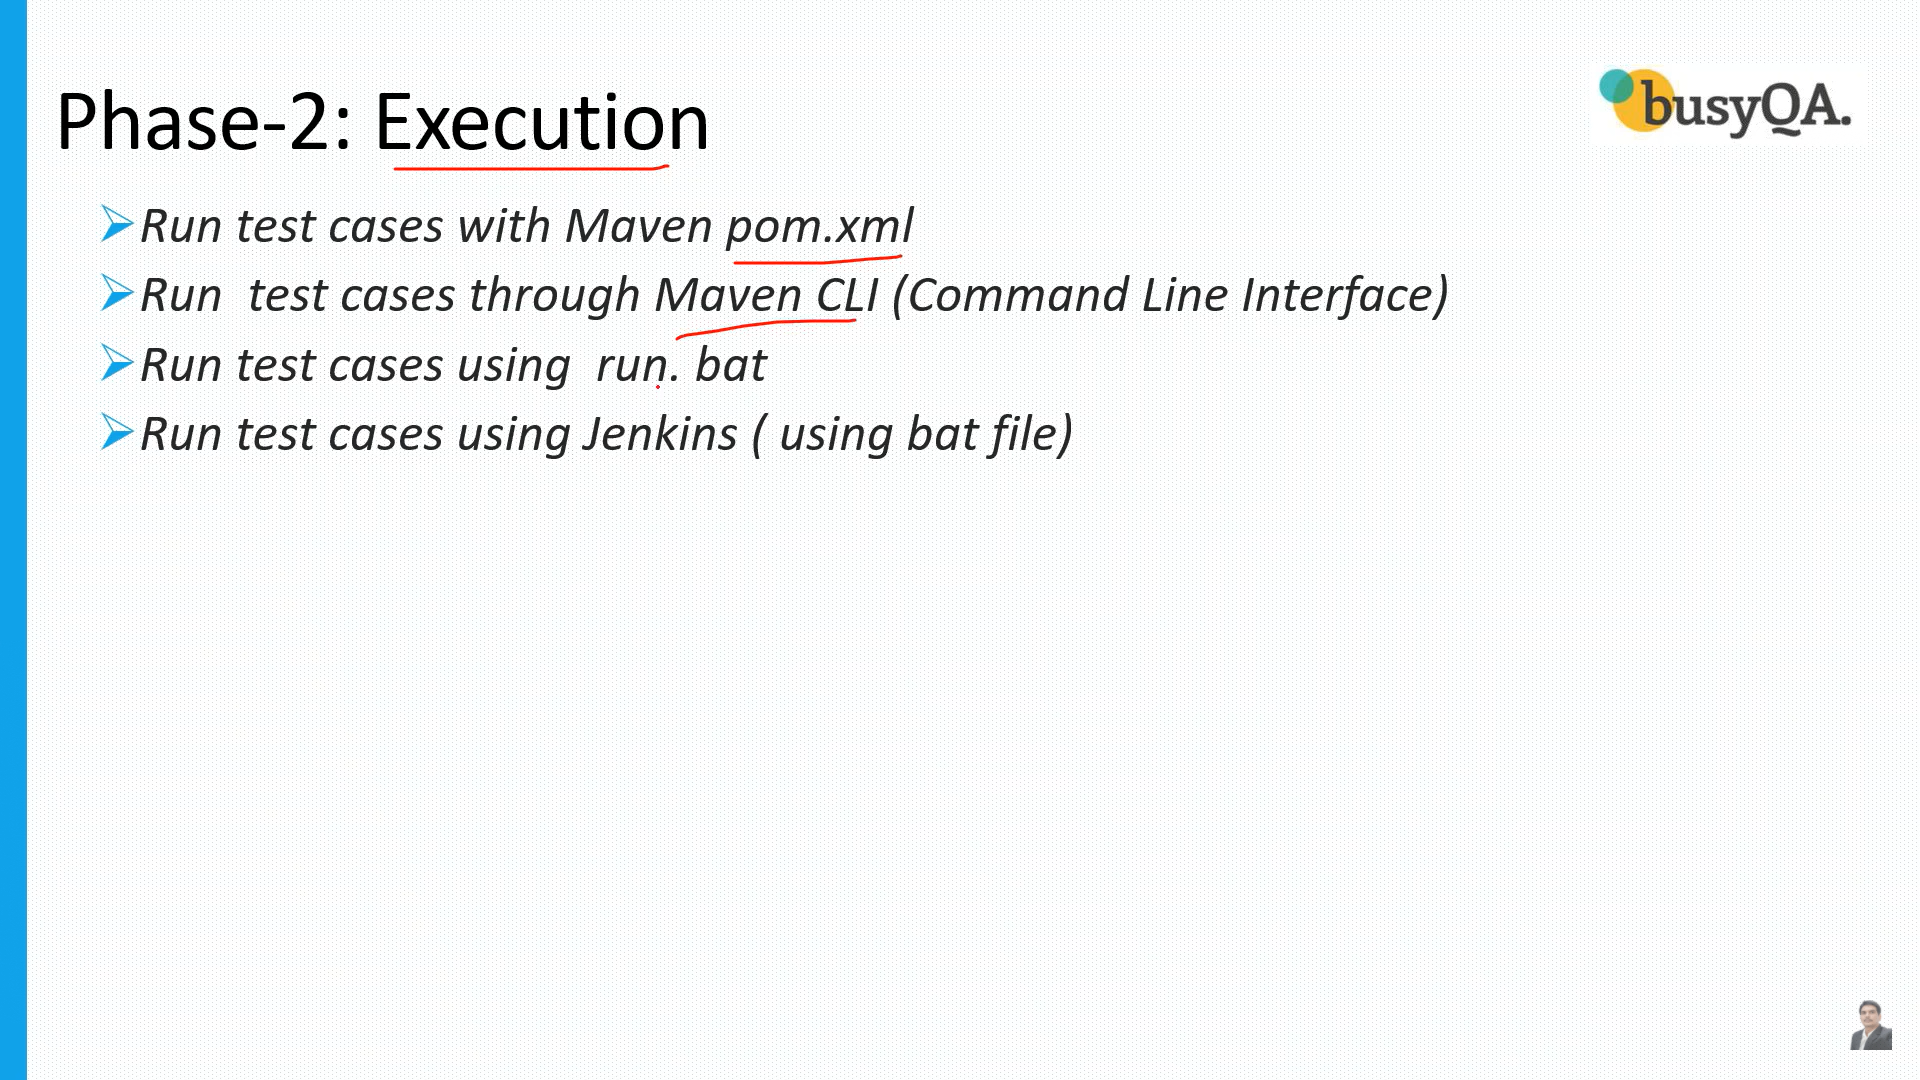 Phase-2: Execution
busyQA.
Run test cases with Maven pom.xml
Run  test cases through Maven CLI (Command Line Interface)
Run test cases using  run. bat
Run test cases using Jenkins ( using bat file)